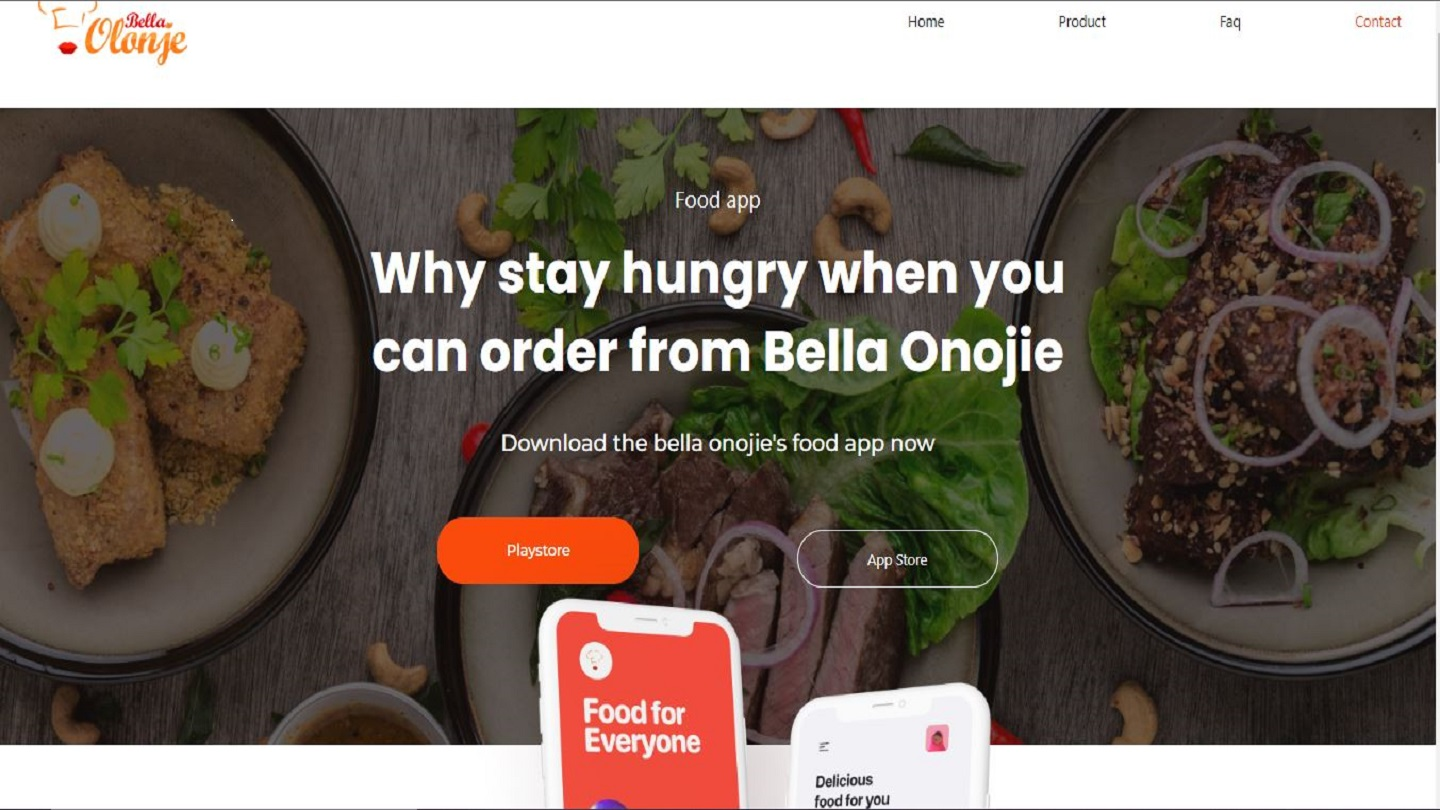 Bella
Olonje
Home
Product
Faq
Contact
Food app
Why stay hungry when you
can order from Bella Onojie
Download the bella onojie's food app now
Playstore
App Store
Food for
Everyone
Delicious
food for you